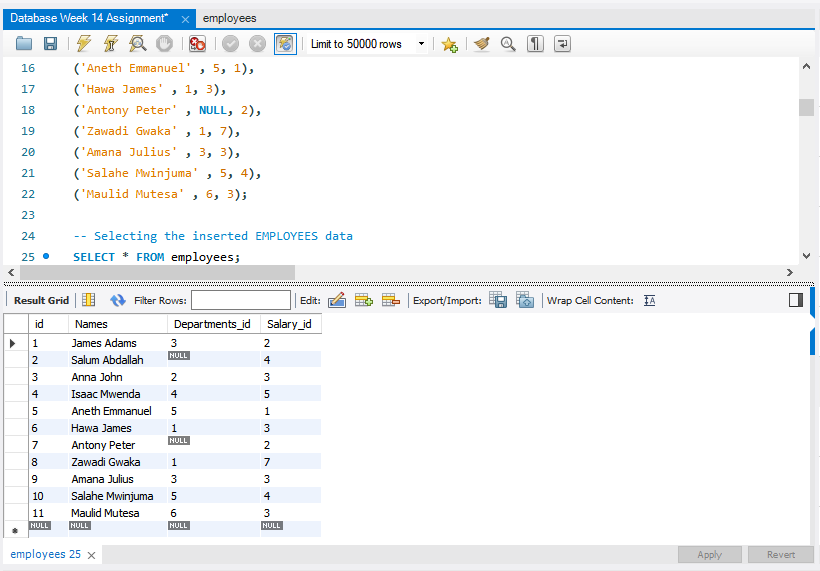 Database Week 14 Assignment* × employees
Limit to 50000 rows
16 ('Aneth Emmanuel' , 5, 1),
17 ('Hawa James' , 1, 3),
18 ('Antony Peter' , NULL, 2),
19 ('Zawadi Gwaka' , 1, 7),
20 ('Amana Julius' , 3, 3),
21 ('Salahe Mwinjuma' , 5, 4),
22 ('Maulid Mutesa' , 6, 3);
23
24 -- Selecting the inserted EMPLOYEES data
25 SELECT * FROM employees;
Result Grid Filter Rows: Edit: Export/Import: Wrap Cell Content: IA
id Names Departments_id Salary_id
1 James Adams 3 2
2 Salum Abdallah NULL 4
3 Anna John 2 3
4 Isaac Mwenda 4 5
5 Aneth Emmanuel 5 1
6 Hawa James 1 3
7 Antony Peter NULL 2
8 Zawadi Gwaka 1 7
9 Amana Julius 3 3
10 Salahe Mwinjuma 5 4
11 Maulid Mutesa 6 3
NULL NULL NULL NULL
employees 25 × Apply Revert